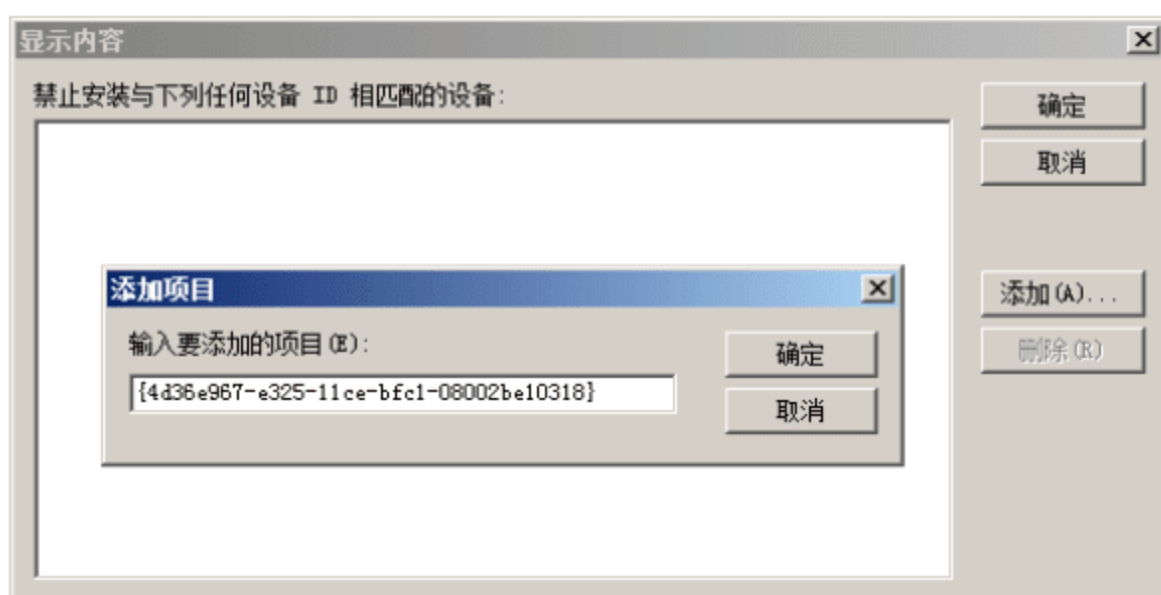 显示内容
禁止安装与下列任何设备 ID 相匹配的设备:
确定
取消
添加(A)...
删除(R)
添加项目
输入要添加的项目(E):
{4d36e967-e325-11ce-bfc1-08002be10318}
确定
取消